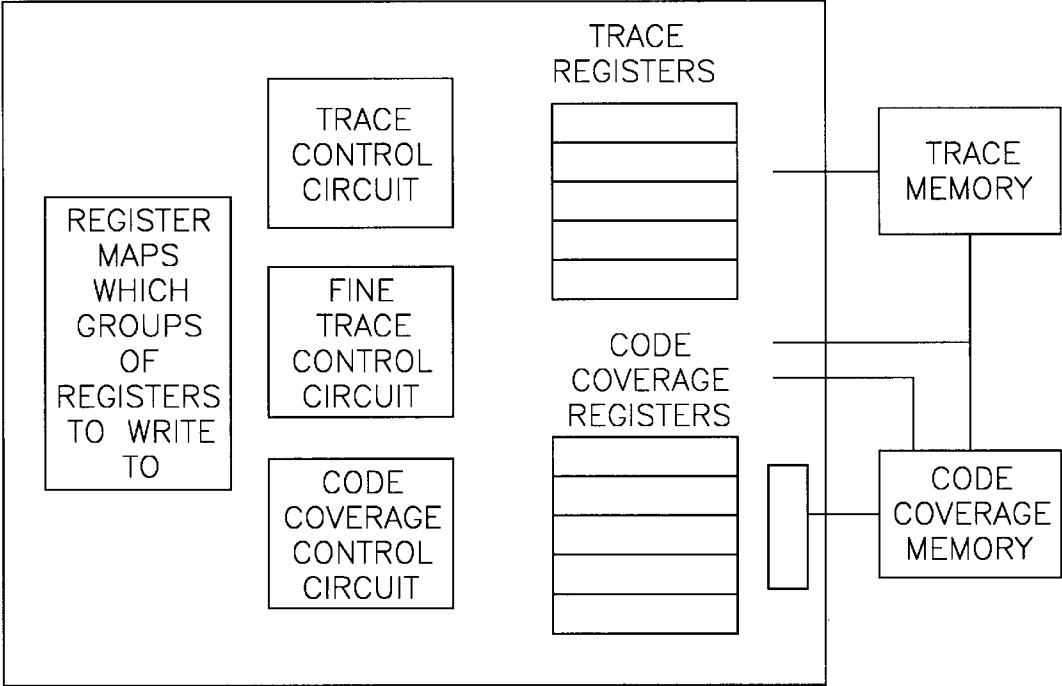 REGISTER
MAPS
WHICH
GROUPS
OF
REGISTERS
TO WRITE
TO
TRACE
CONTROL
CIRCUIT
FINE
TRACE
CONTROL
CIRCUIT
CODE
COVERAGE
CONTROL
CIRCUIT
TRACE
REGISTERS
CODE
COVERAGE
REGISTERS
TRACE
MEMORY
CODE
COVERAGE
MEMORY